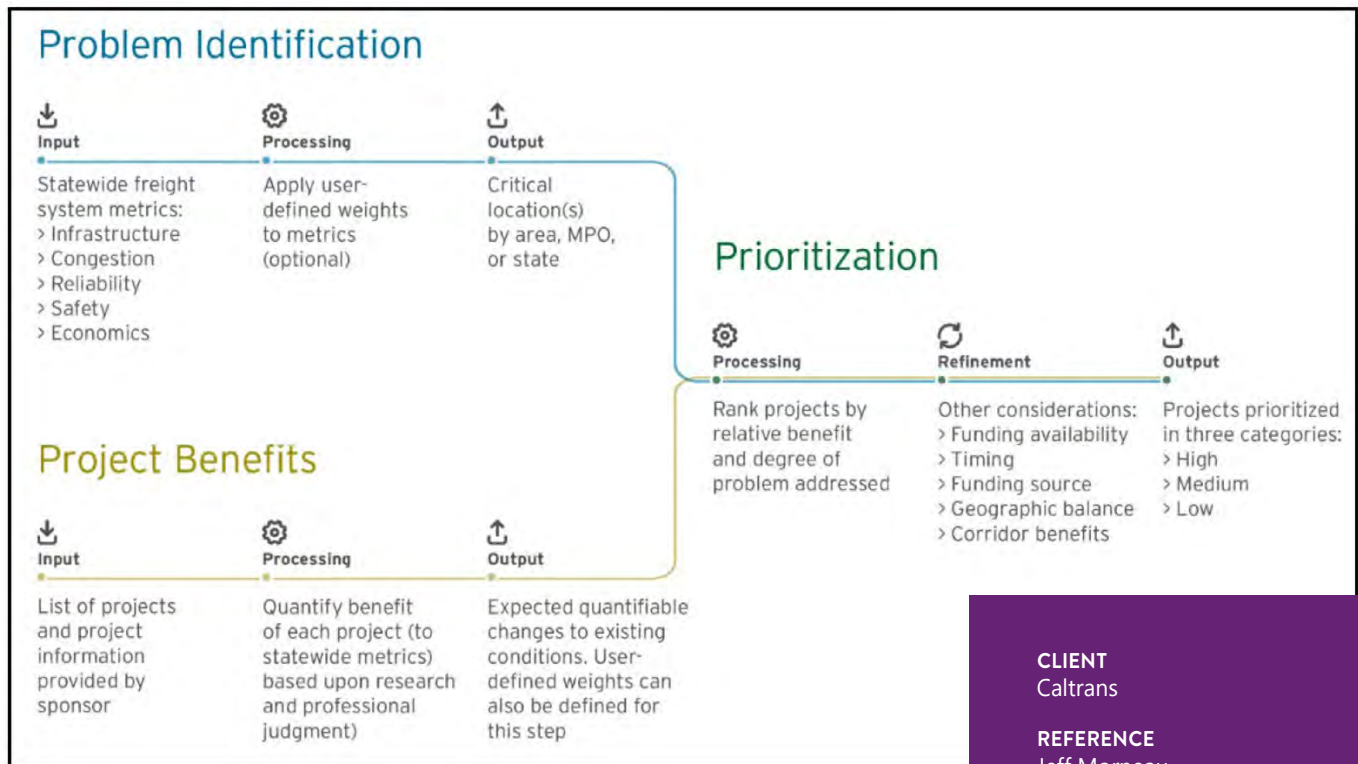 Problem Identification
Input
Statewide freight
system metrics:
> Infrastructure
> Congestion
> Reliability
> Safety
> Economics
Processing
Apply user-
defined weights
to metrics
(optional)
Output
Critical
location(s)
by area, MPO,
or state
Project Benefits
Input
List of projects
and project
information
provided by
sponsor
Processing
Quantify benefit
of each project (to
statewide metrics)
based upon research
and professional
judgment)
Output
Expected quantifiable
changes to existing
conditions. User-
defined weights can
also be defined for
this step
Prioritization
Processing
Rank projects by
relative benefit
and degree of
problem addressed
Refinement
Other considerations:
> Funding availability
> Timing
> Funding source
> Geographic balance
> Corridor benefits
Output
Projects prioritized
in three categories:
> High
> Medium
> Low
CLIENT
Caltrans
REFERENCE
Jeff